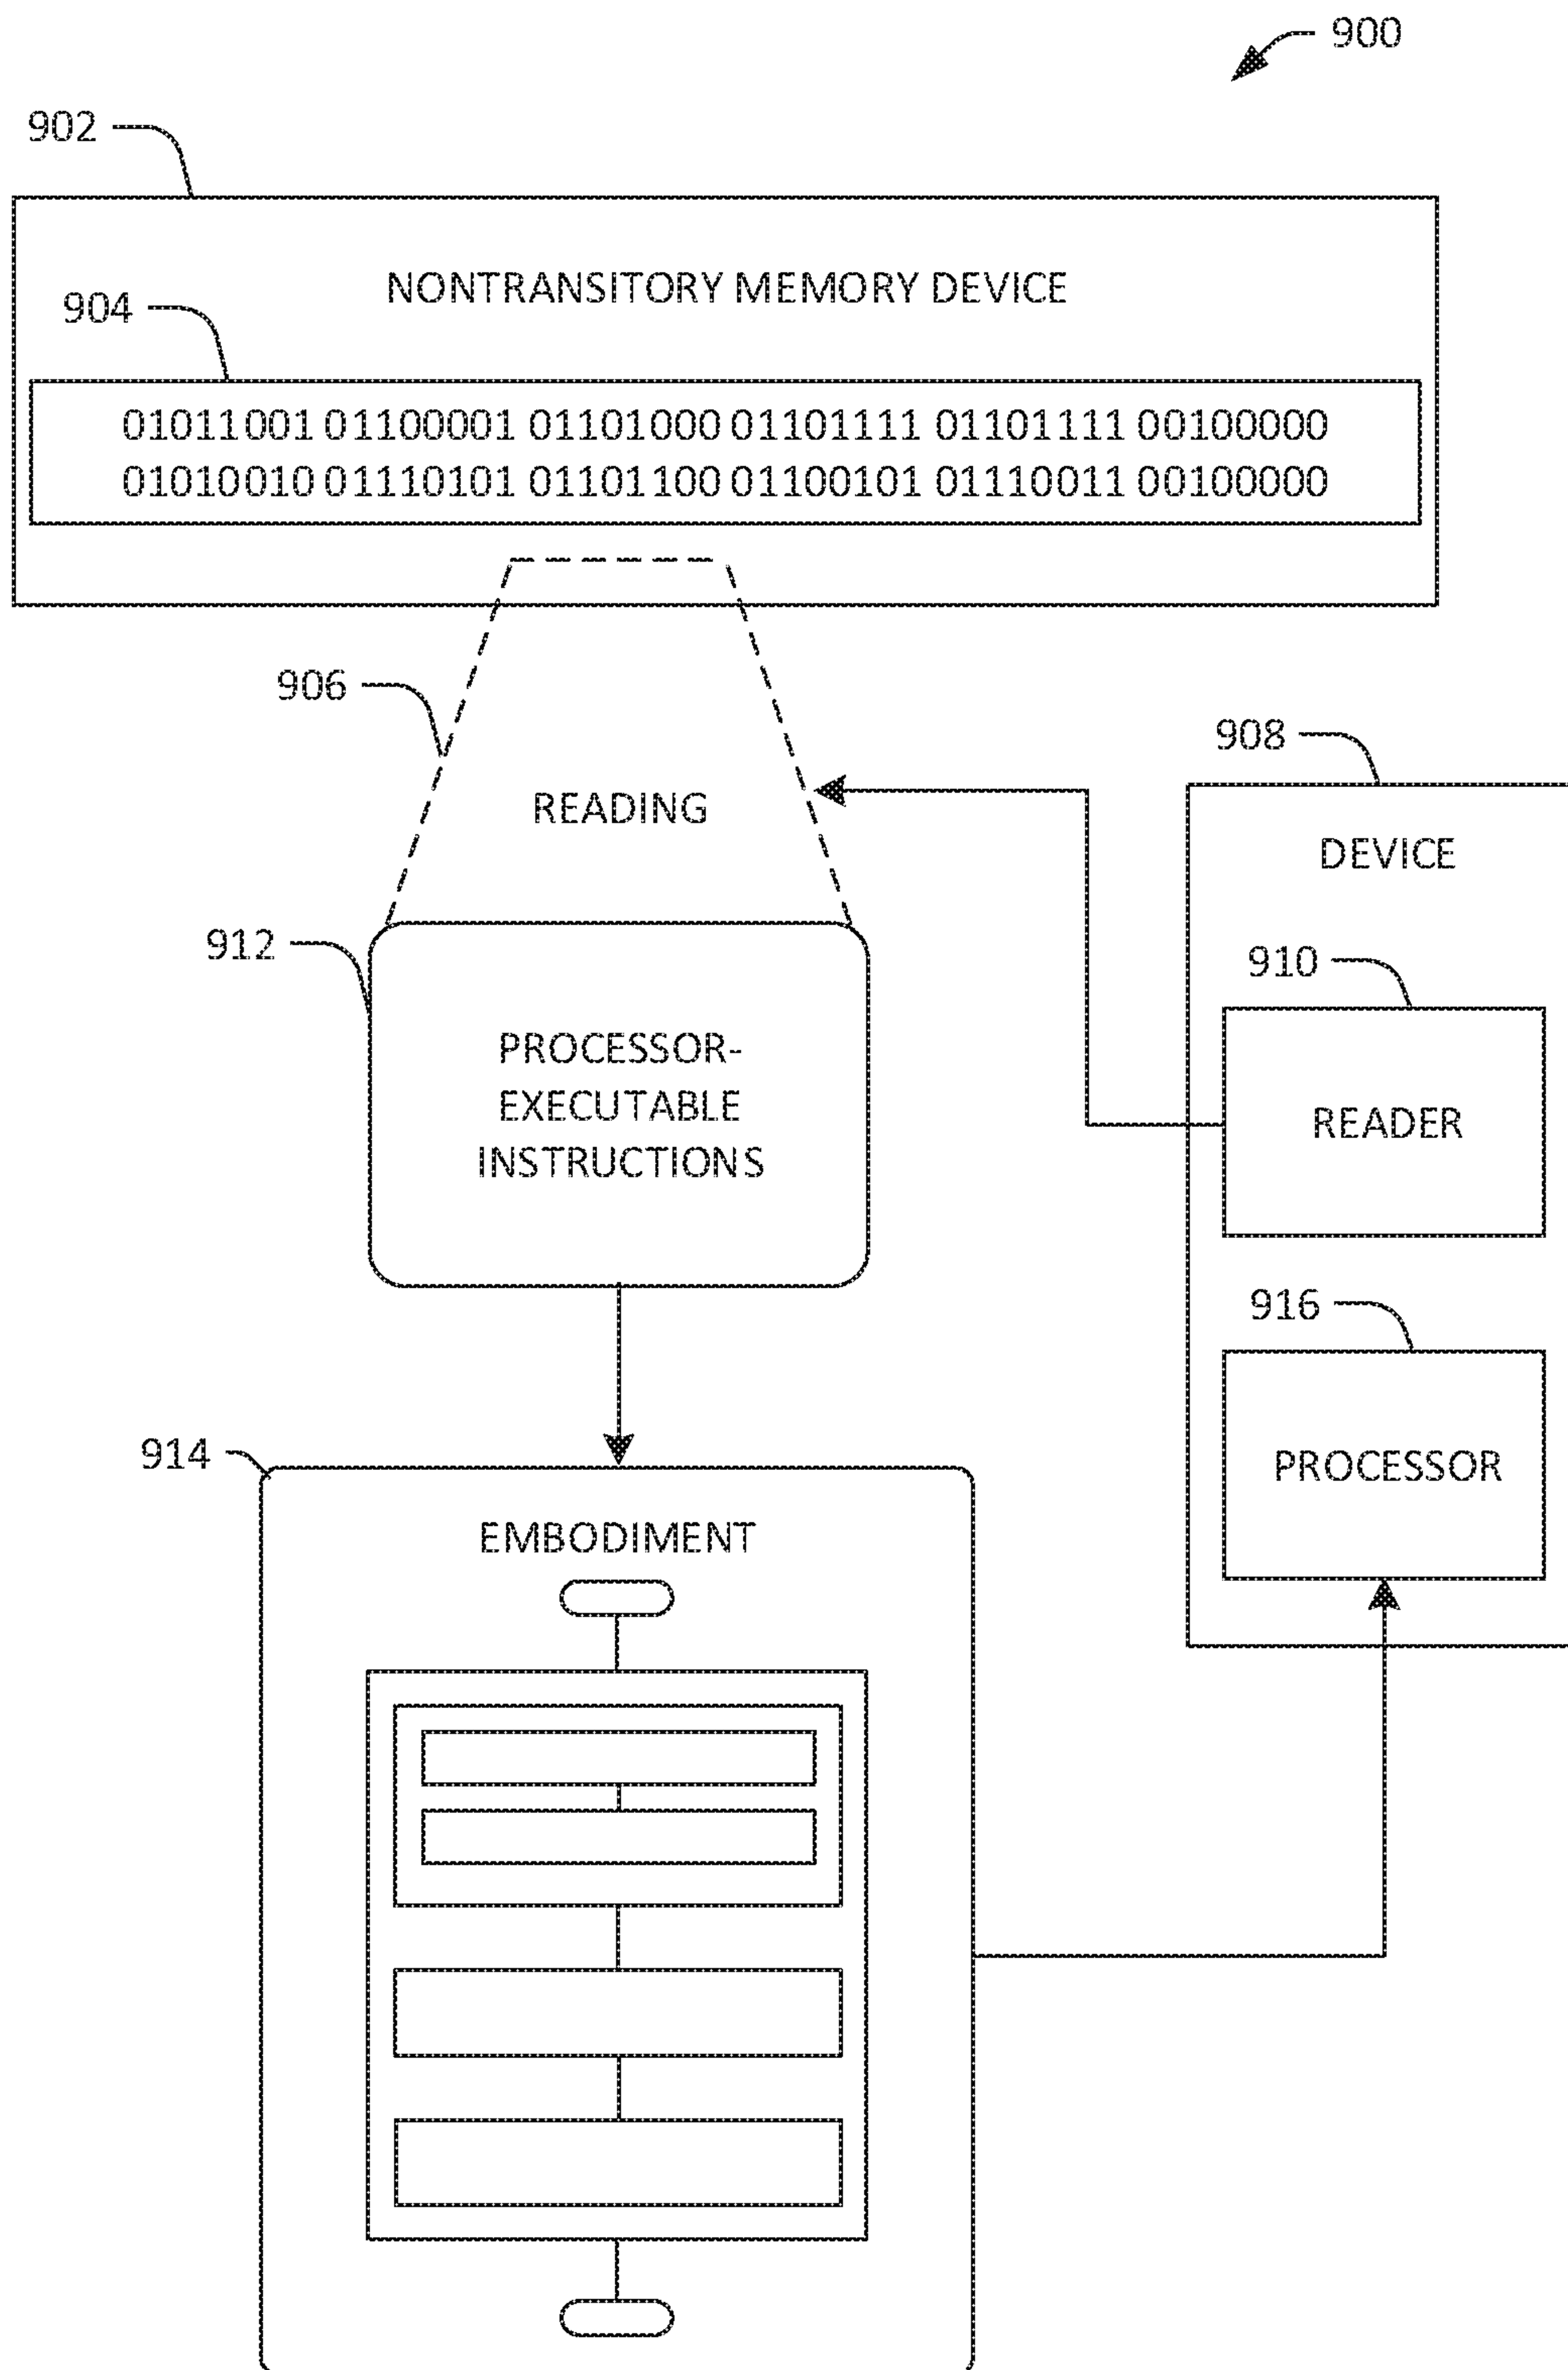 900
902
NONTRANSITORY MEMORY DEVICE
904
01011001 01100001 01101000 01101111 01101111 00100000
01010010 01110101 01101100 01100101 01110011 00100000
906
READING
908
DEVICE
912
PROCESSOR-
EXECUTABLE
INSTRUCTIONS
910
READER
916
PROCESSOR
914
EMBODIMENT